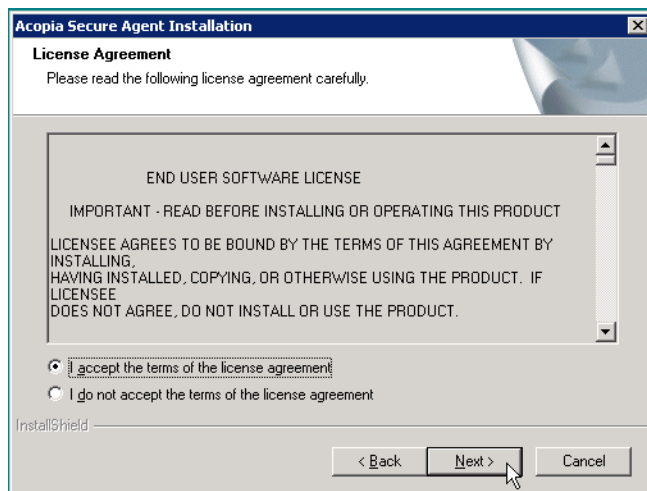 Acopia Secure Agent Installation
License Agreement
Please read the following license agreement carefully.
END USER SOFTWARE LICENSE
IMPORTANT - READ BEFORE INSTALLING OR OPERATING THIS PRODUCT
LICENSEE AGREES TO BE BOUND BY THE TERMS OF THIS AGREEMENT BY
INSTALLING,
HAVING INSTALLED, COPYING, OR OTHERWISE USING THE PRODUCT.  IF
LICENSEE
DOES NOT AGREE, DO NOT INSTALL OR USE THE PRODUCT.
I accept the terms of the license agreement
I do not accept the terms of the license agreement
InstallShield
< Back
Next >
Cancel